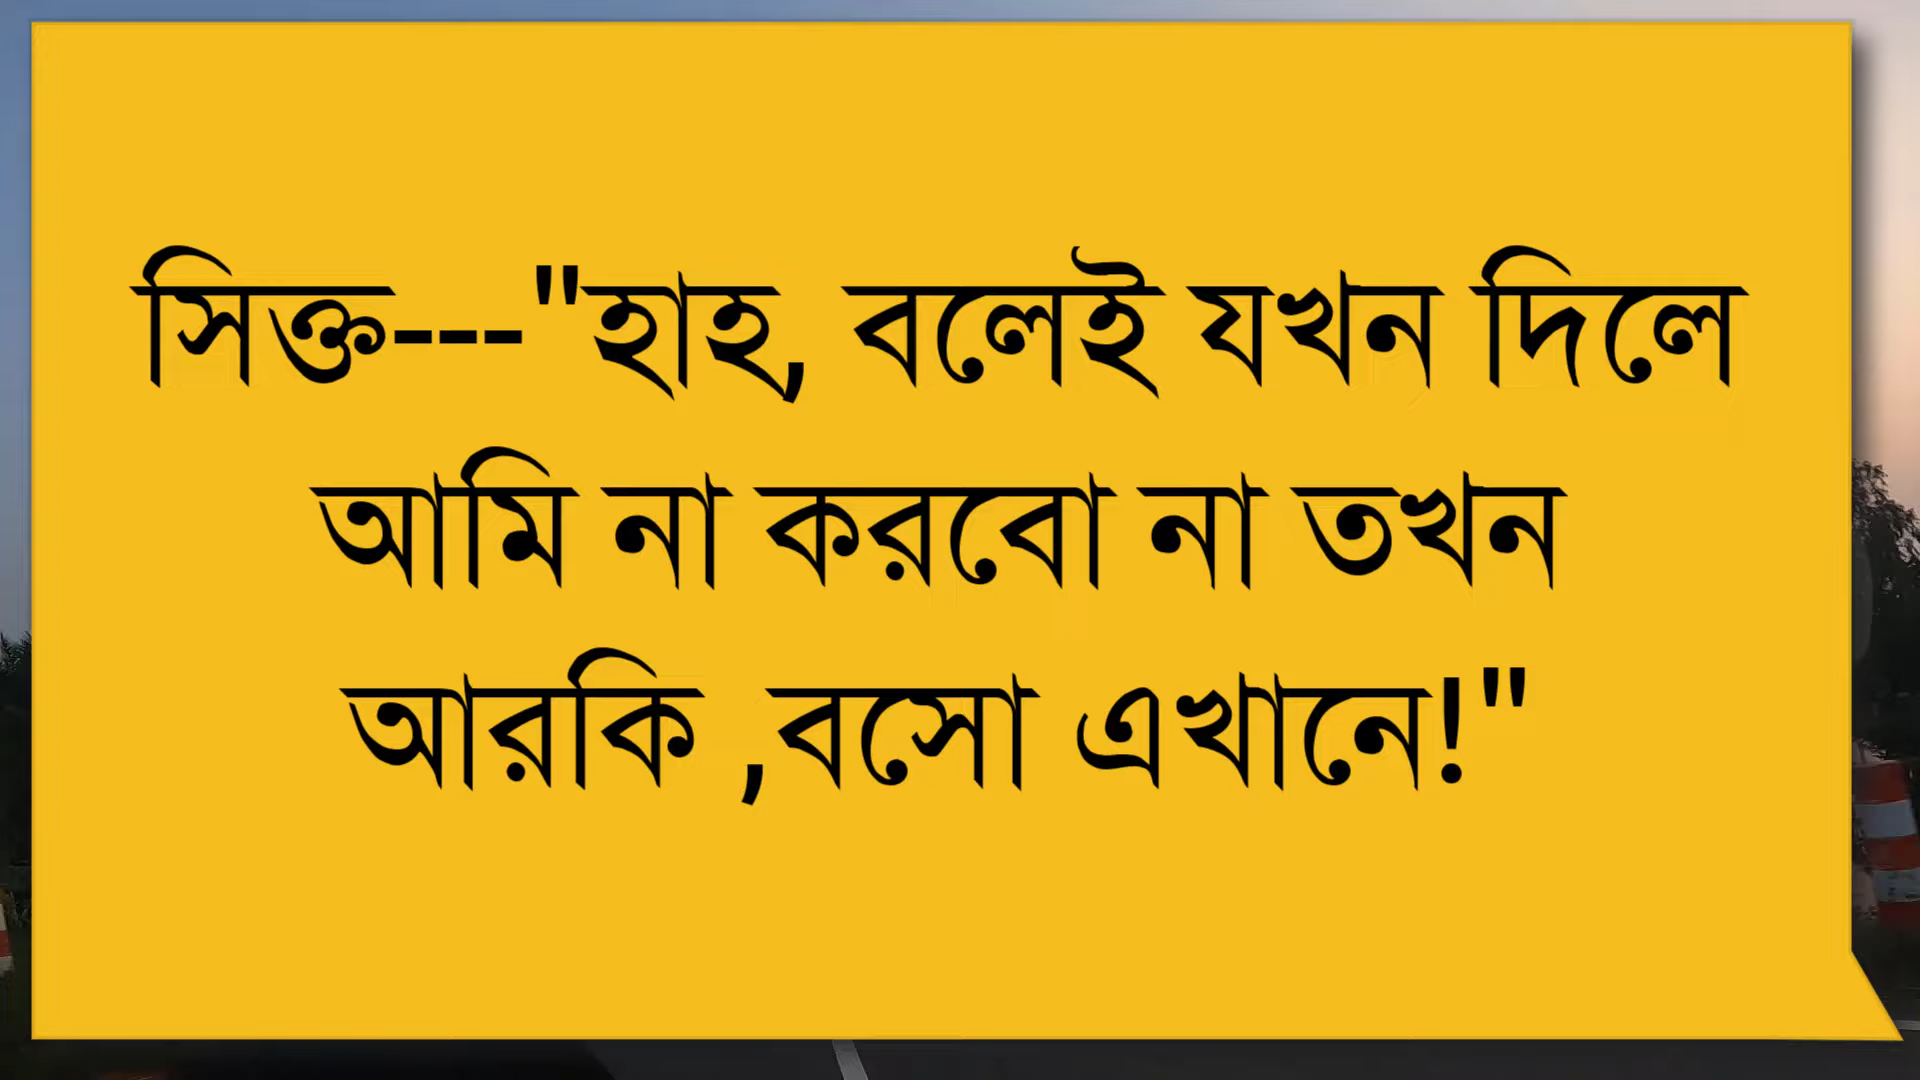 সিক্ত---"হাহ, বলেই যখন দিলে
আমি না করবো না তখন
আরকি ,বসো এখানে!"